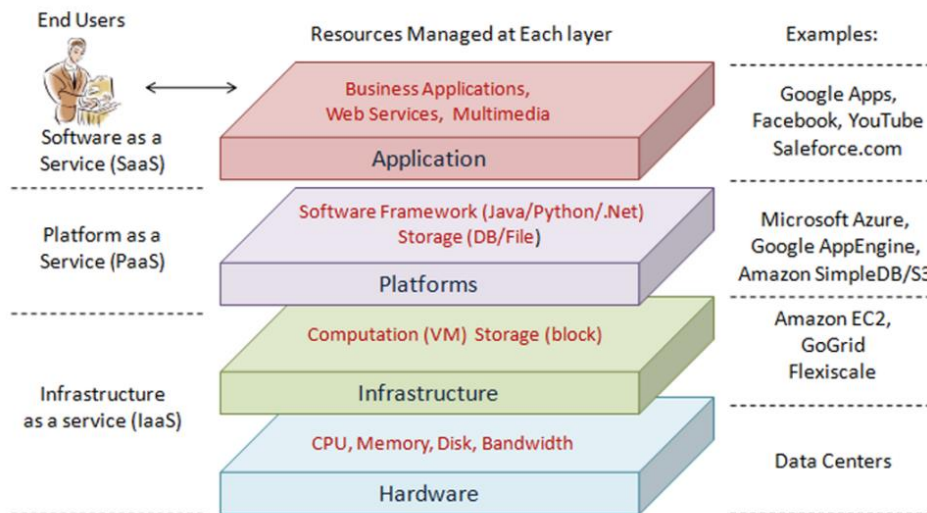 End Users
Resources Managed at Each layer
Examples:
Business Applications,
Web Services, Multimedia
Application
Software as a
Service (SaaS)
Google Apps,
Facebook, YouTube
Saleforce.com
Software Framework (Java/Python/.Net)
Storage (DB/File)
Platforms
Platform as a
Service (PaaS)
Microsoft Azure,
Google AppEngine,
Amazon SimpleDB/S3
Computation (VM) Storage (block)
Infrastructure
Amazon EC2,
GoGrid
Flexiscale
Infrastructure
as a service (IaaS)
CPU, Memory, Disk, Bandwidth
Hardware
Data Centers